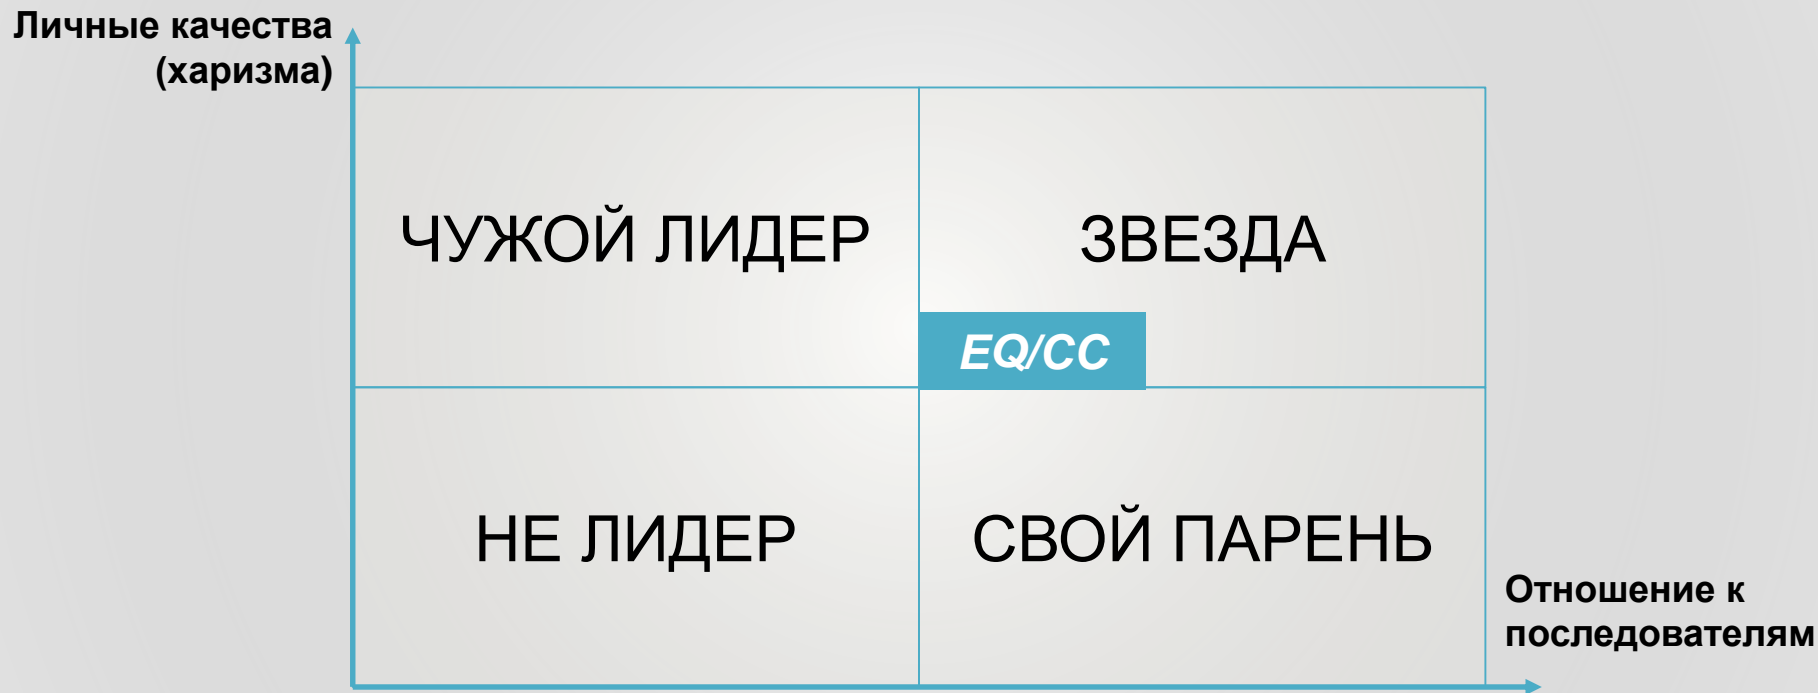 Личные качества
(харизма)
ЧУЖОЙ ЛИДЕР
ЗВЕЗДА
EQ/CC
НЕ ЛИДЕР
СВОЙ ПАРЕНЬ
Отношение к
последователям